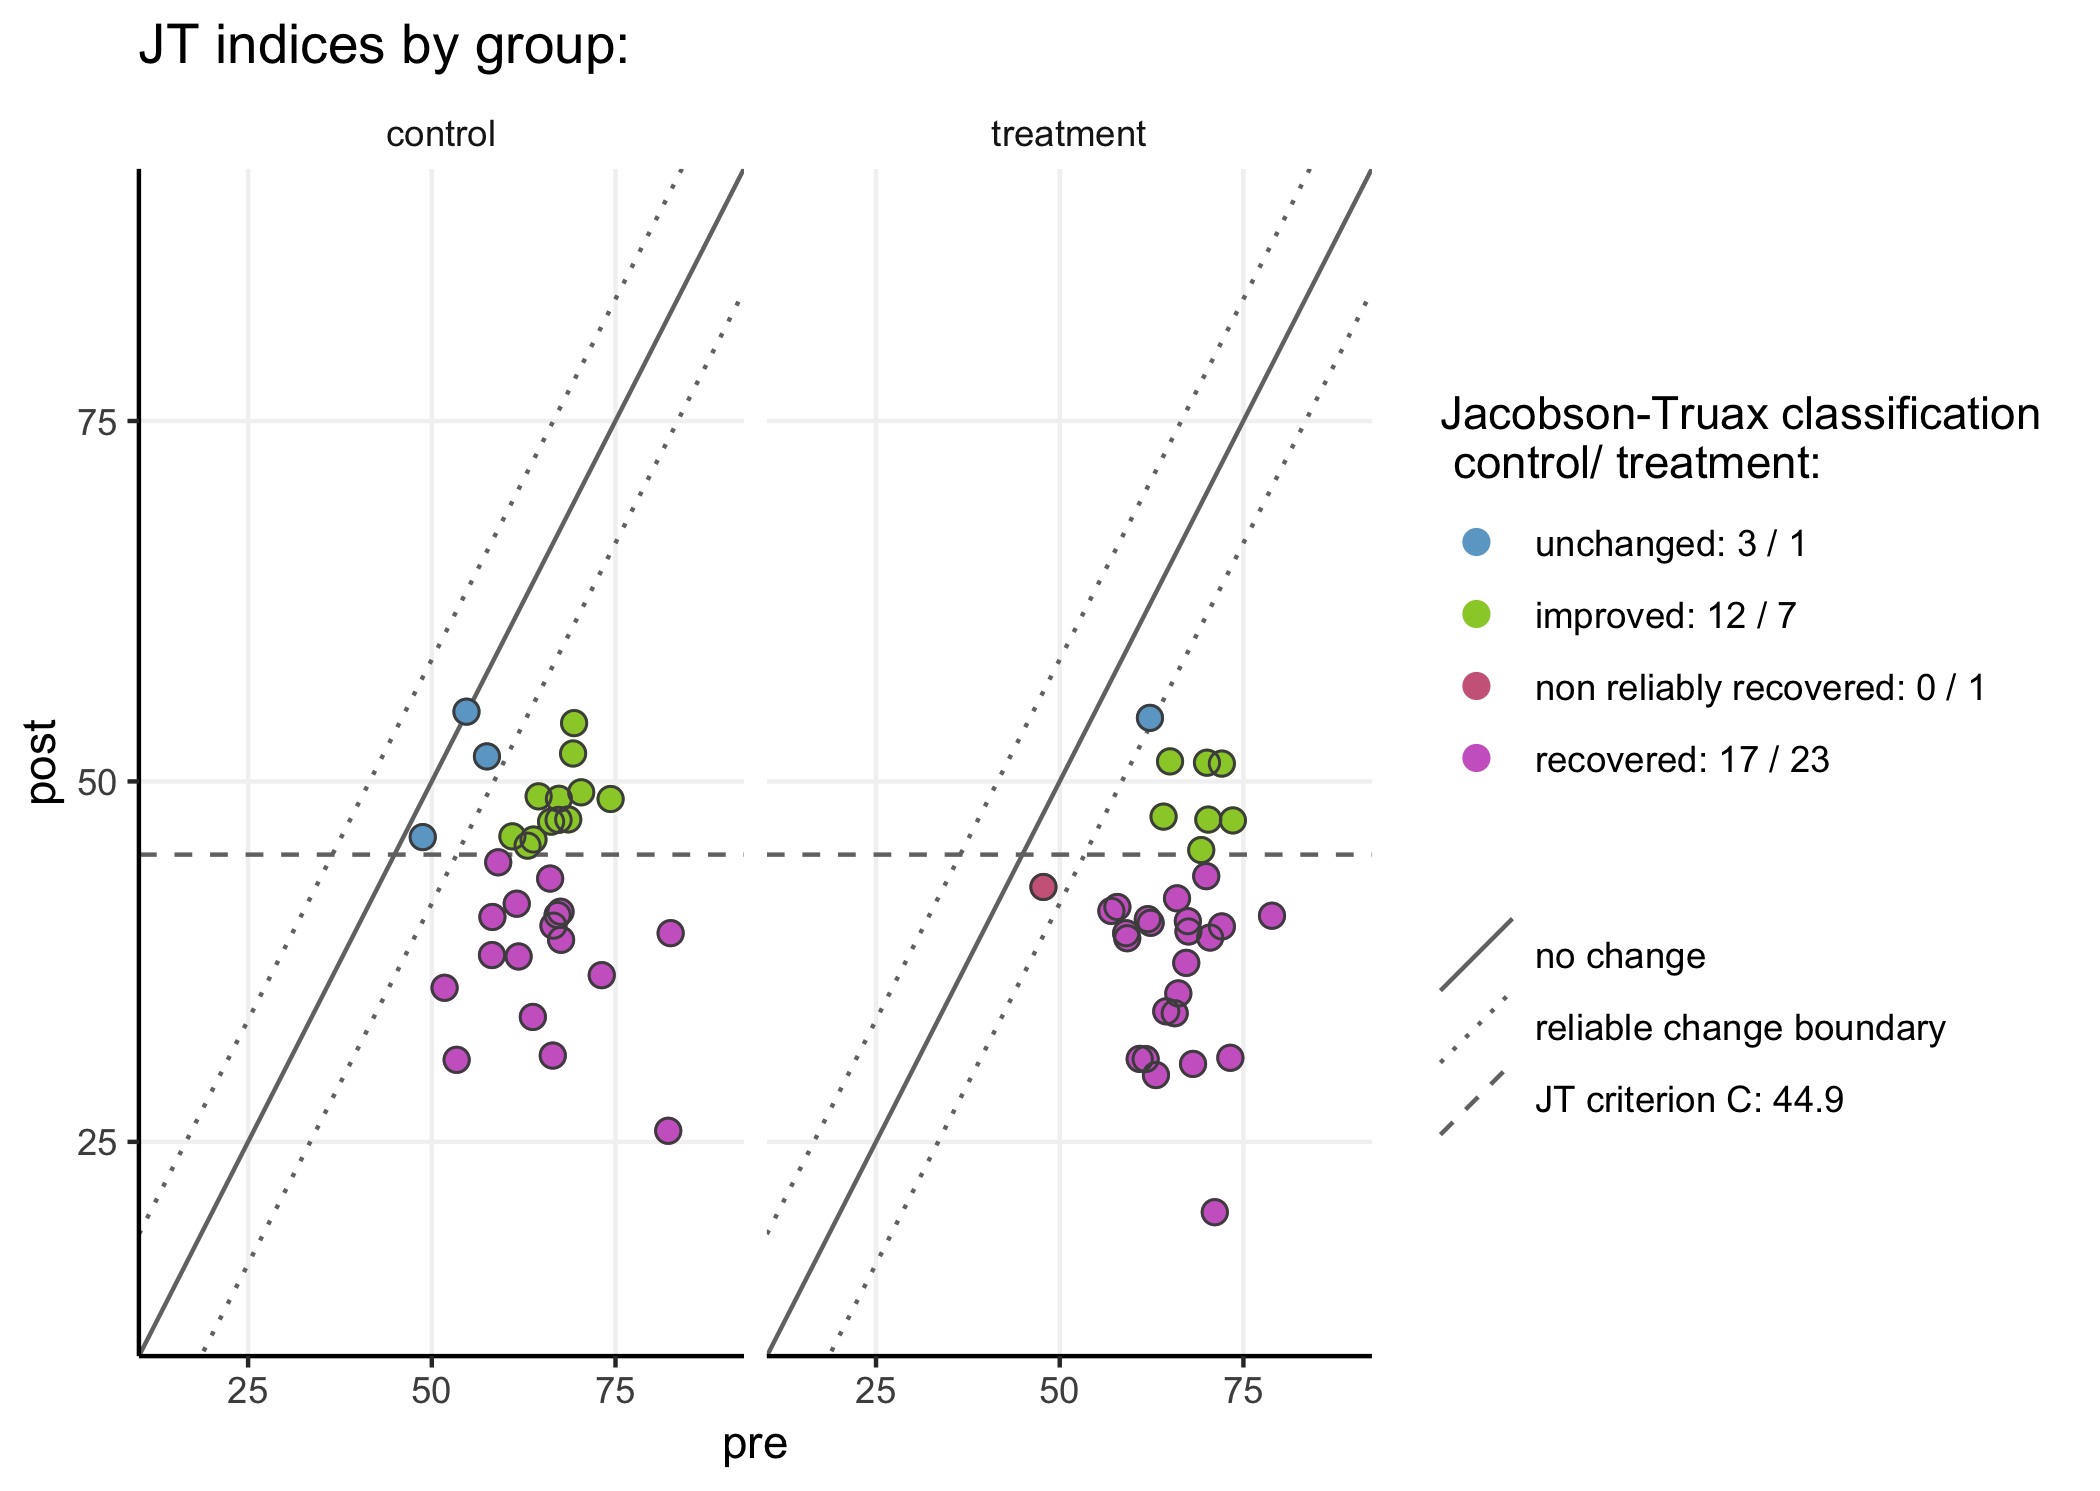 JT indices by group:
control
treatment
75
50
25
post
25
50
75
25
50
75
pre
Jacobson-Truax classification
control/ treatment:
unchanged: 3 / 1
improved: 12 / 7
non reliably recovered: 0 / 1
recovered: 17 / 23
no change
reliable change boundary
JT criterion C: 44.9